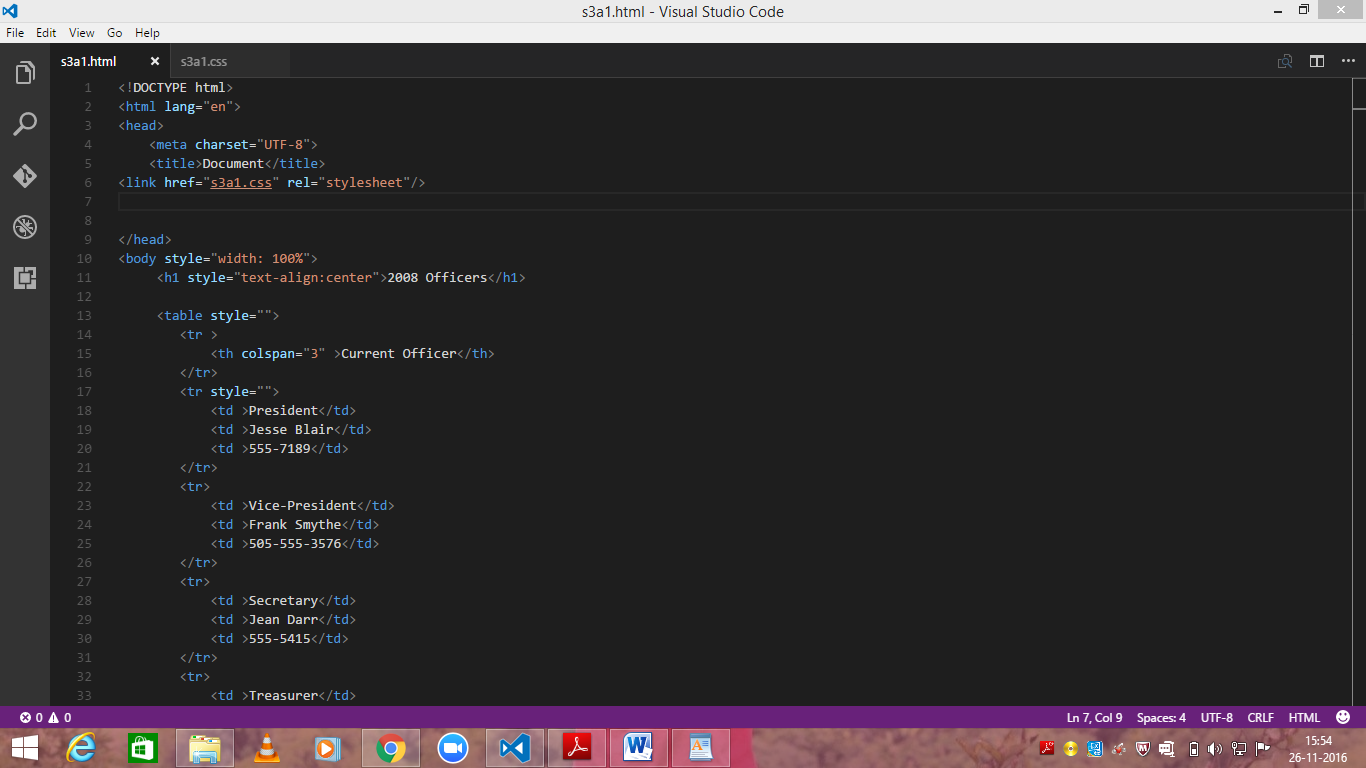 s3a1.html - Visual Studio Code
File Edit View Go Help
s3a1.html s3a1.css
1 <!DOCTYPE html>
2 <html lang="en">
3 <head>
4     <meta charset="UTF-8">
5     <title>Document</title>
6 <link href="s3a1.css" rel="stylesheet"/>
7
8
9 </head>
10 <body style="width: 100%">
11      <h1 style="text-align:center">2008 Officers</h1>
12
13      <table style="">
14         <tr >
15             <th colspan="3" >Current Officer</th>
16         </tr>
17         <tr style="">
18             <td >President</td>
19             <td >Jesse Blair</td>
20             <td >555-7189</td>
21         </tr>
22         <tr>
23             <td >Vice-President</td>
24             <td >Frank Smythe</td>
25             <td >505-555-3576</td>
26         </tr>
27         <tr>
28             <td >Secretary</td>
29             <td >Jean Darr</td>
30             <td >555-5415</td>
31         </tr>
32         <tr>
33             <td >Treasurer</td>
0 0 Ln 7, Col 9 Spaces: 4 UTF-8 CRLF HTML
15:54
26-11-2016